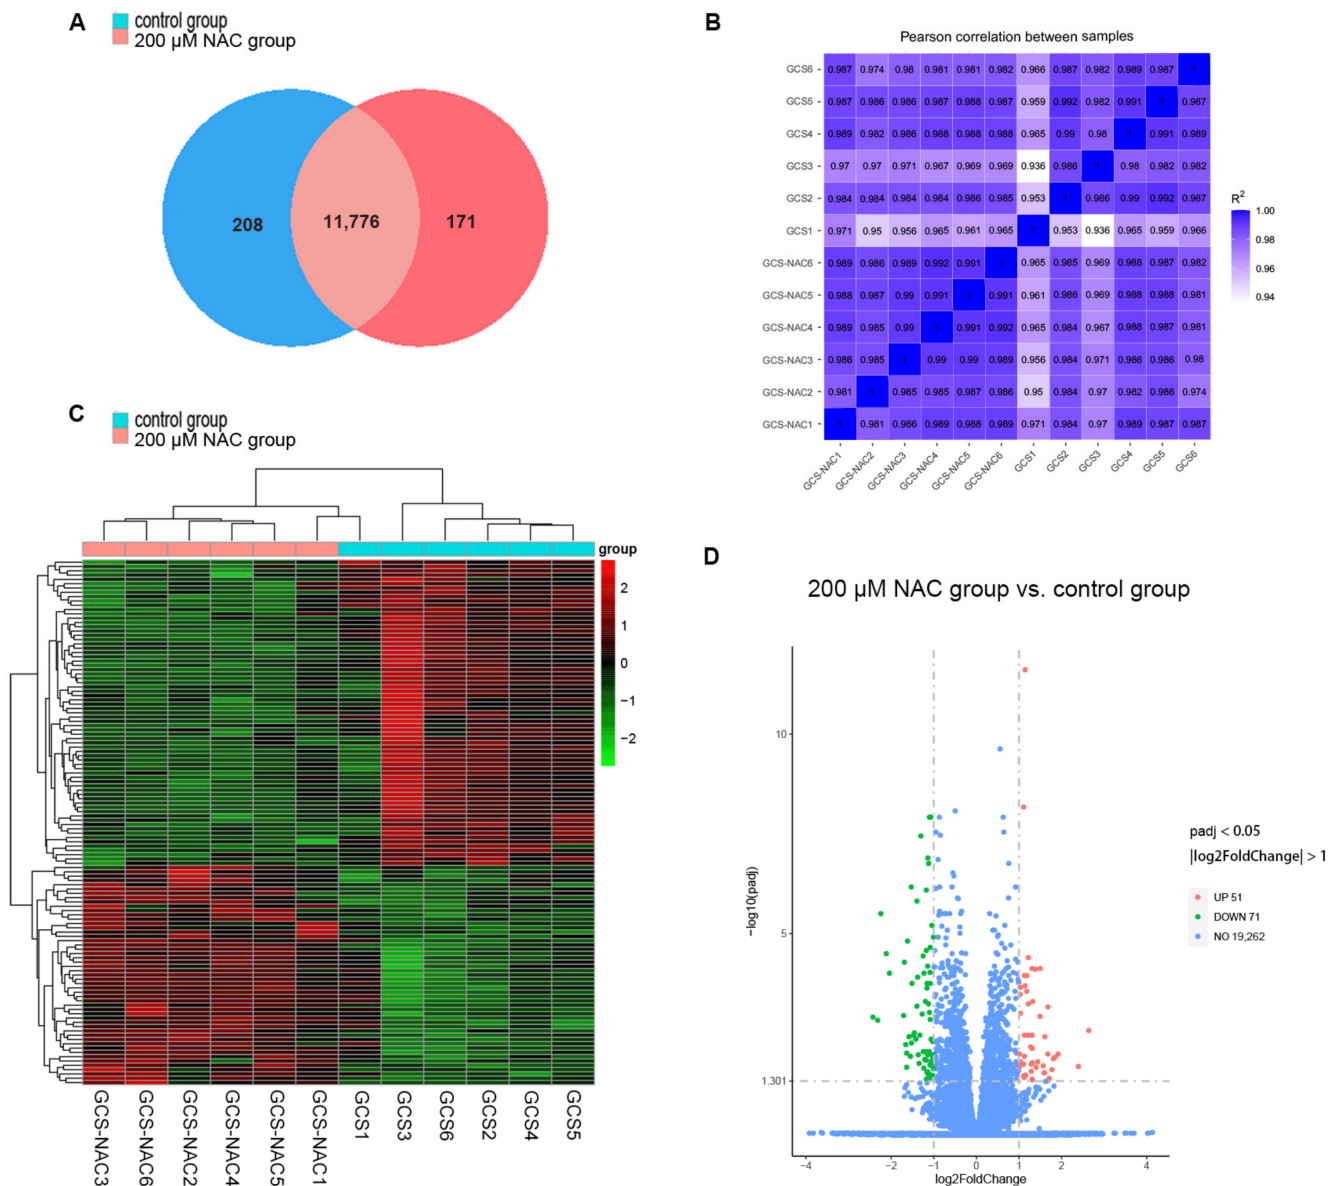 A
control group
200 µM NAC group
208
11,776
171
B
Pearson correlation between samples
GCS6 0.987 0.974 0.98 0.981 0.981 0.982 0.966 0.987 0.982 0.989 0.987 1
GCS5 0.987 0.986 0.986 0.987 0.988 0.987 0.959 0.992 0.982 0.991 1 0.987
GCS4 0.989 0.982 0.986 0.988 0.988 0.988 0.965 0.99 0.98 1 0.991 0.989
GCS3 0.97 0.97 0.971 0.967 0.969 0.969 0.936 0.986 1 0.98 0.982 0.982
GCS2 0.984 0.984 0.984 0.984 0.986 0.985 0.953 1 0.986 0.99 0.992 0.987
GCS1 0.971 0.95 0.956 0.965 0.961 0.965 1 0.953 0.936 0.965 0.959 0.966
GCS-NAC6 0.989 0.986 0.989 0.992 0.991 1 0.965 0.985 0.969 0.988 0.987 0.982
GCS-NAC5 0.988 0.987 0.99 0.991 1 0.991 0.961 0.986 0.969 0.988 0.988 0.981
GCS-NAC4 0.989 0.985 0.99 1 0.991 0.992 0.965 0.984 0.967 0.988 0.987 0.981
GCS-NAC3 0.986 0.985 1 0.99 0.99 0.989 0.956 0.984 0.971 0.986 0.986 0.98
GCS-NAC2 0.981 1 0.985 0.985 0.987 0.986 0.95 0.984 0.97 0.982 0.986 0.974
GCS-NAC1 1 0.981 0.986 0.989 0.988 0.989 0.971 0.984 0.97 0.989 0.987 0.987
GCS-NAC1 GCS-NAC2 GCS-NAC3 GCS-NAC4 GCS-NAC5 GCS-NAC6 GCS1 GCS2 GCS3 GCS4 GCS5 GCS6
R²
1.00
0.98
0.96
0.94
C
control group
200 µM NAC group
group
2
1
0
−1
−2
GCS-NAC3 GCS-NAC6 GCS-NAC2 GCS-NAC4 GCS-NAC5 GCS-NAC1 GCS1 GCS3 GCS6 GCS2 GCS4 GCS5
D
200 µM NAC group vs. control group
−log10(padj)
10
5
1.301
−4 −2 −1 0 1 2 4
log2FoldChange
padj < 0.05
|log2FoldChange| > 1
UP 51
DOWN 71
NO 19,262